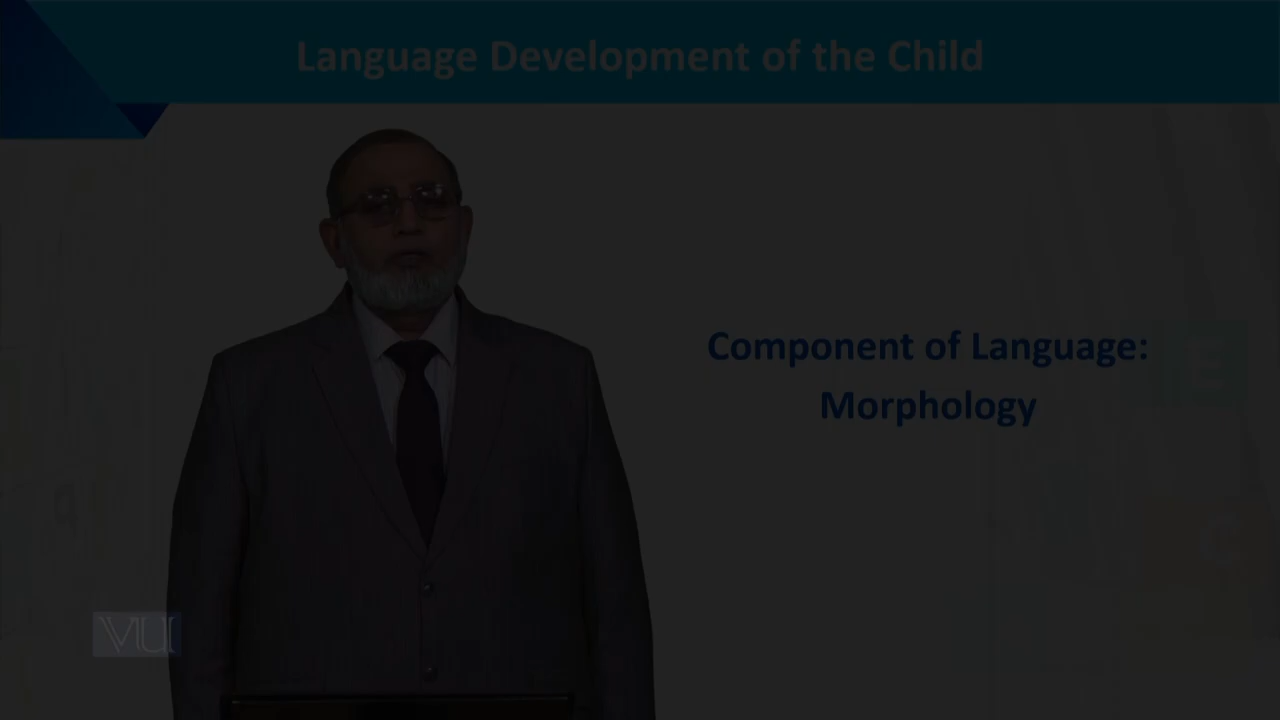 Language Development of the Child
Component of Language:
Morphology
E
VU